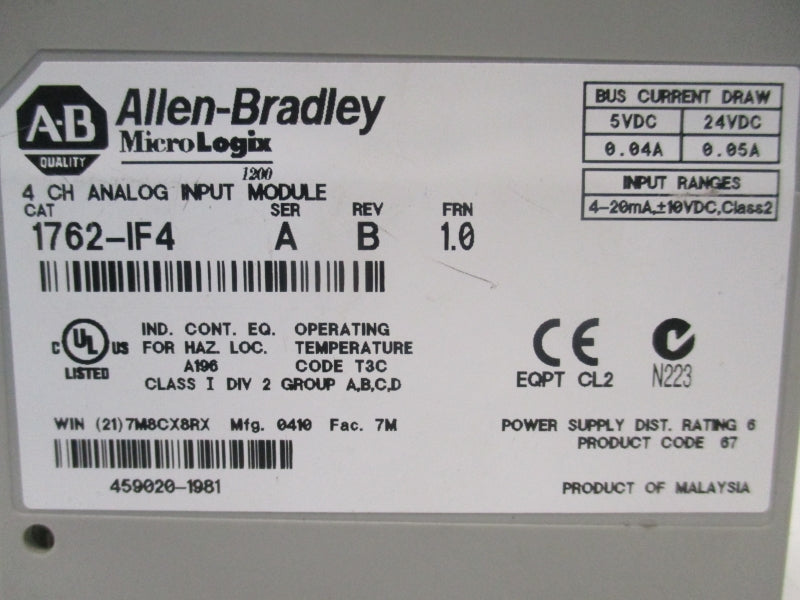 A-B
QUALITY
Allen-Bradley
MicroLogix
1200
4 CH ANALOG INPUT MODULE
CAT SER REV FRN
1762-IF4 A B 1.0
BUS CURRENT DRAW
5VDC 24VDC
0.04A 0.05A
INPUT RANGES
4-20mA,±10VDC,Class2
C UL US
LISTED
IND. CONT. EQ. OPERATING
FOR HAZ. LOC. TEMPERATURE
A196 CODE T3C
CLASS I DIV 2 GROUP A,B,C,D
CE
EQPT CL2 N223
WIN (21)7M8CX8RX Mfg. 0410 Fac. 7M
459020-1981
POWER SUPPLY DIST. RATING 6
PRODUCT CODE 67
PRODUCT OF MALAYSIA